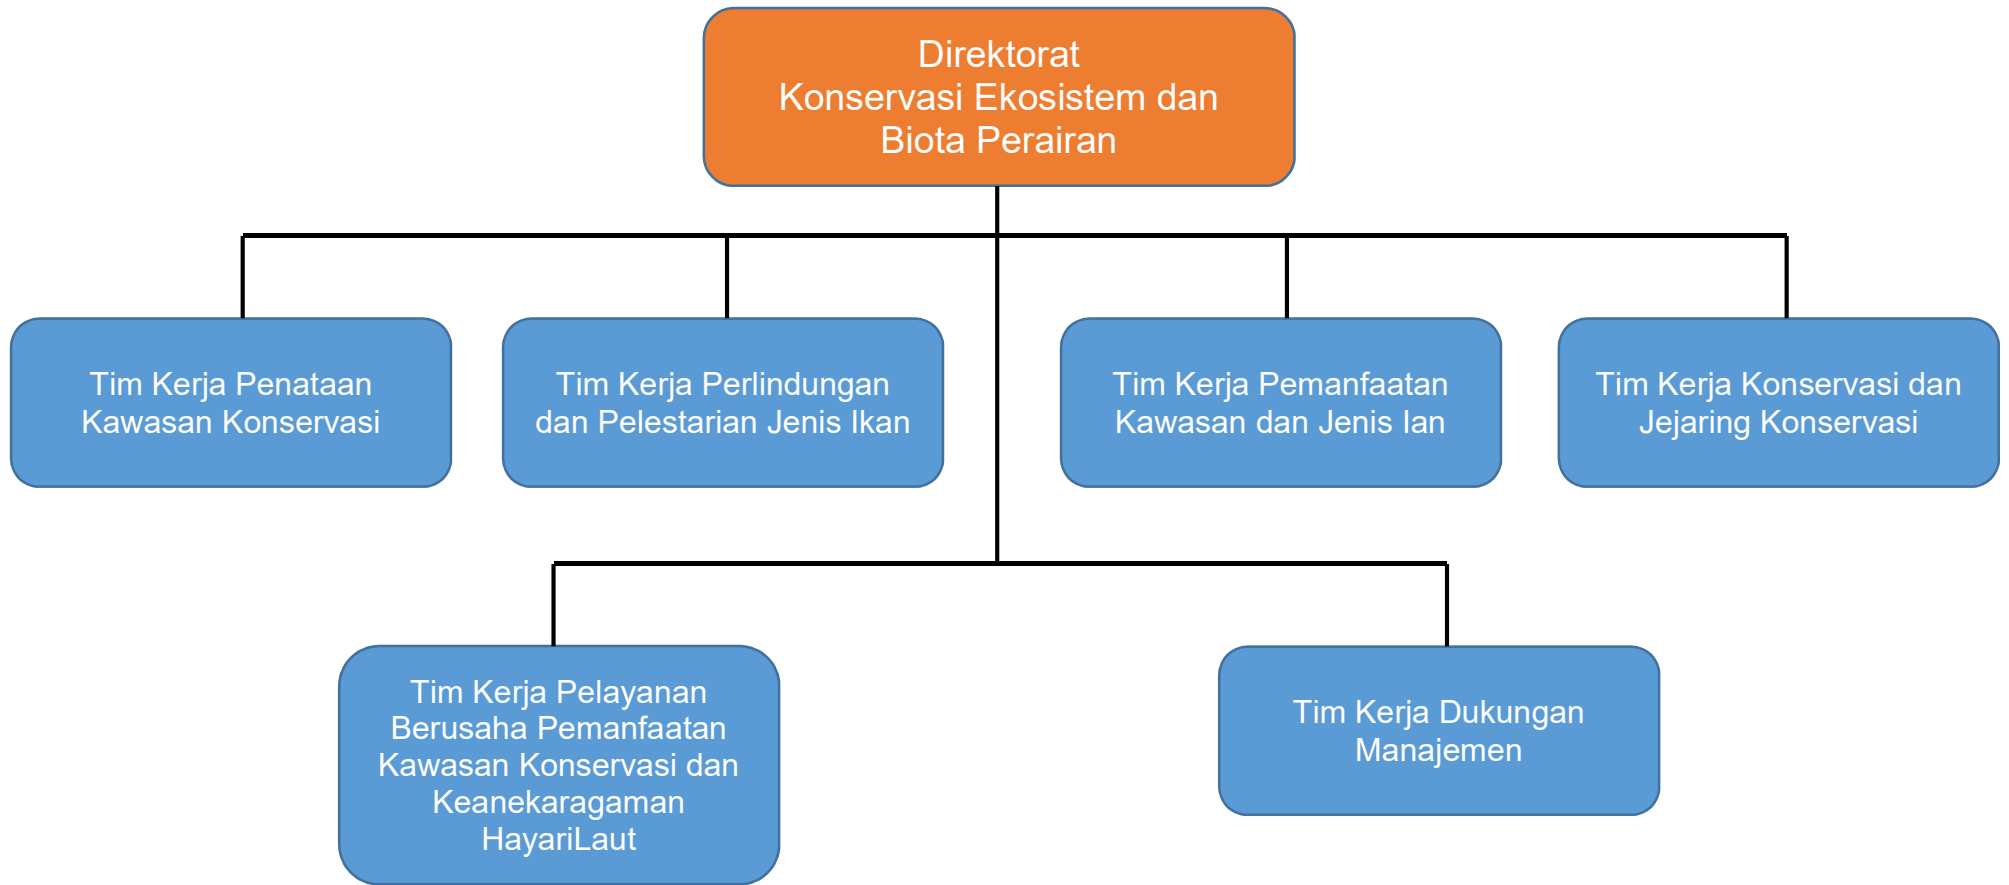 Direktorat
Konservasi Ekosistem dan
Biota Perairan
Tim Kerja Penataan
Kawasan Konservasi
Tim Kerja Perlindungan
dan Pelestarian Jenis Ikan
Tim Kerja Pemanfaatan
Kawasan dan Jenis Ian
Tim Kerja Konservasi dan
Jejaring Konservasi
Tim Kerja Pelayanan
Berusaha Pemanfaatan
Kawasan Konservasi dan
Keanekaragaman
HayariLaut
Tim Kerja Dukungan
Manajemen